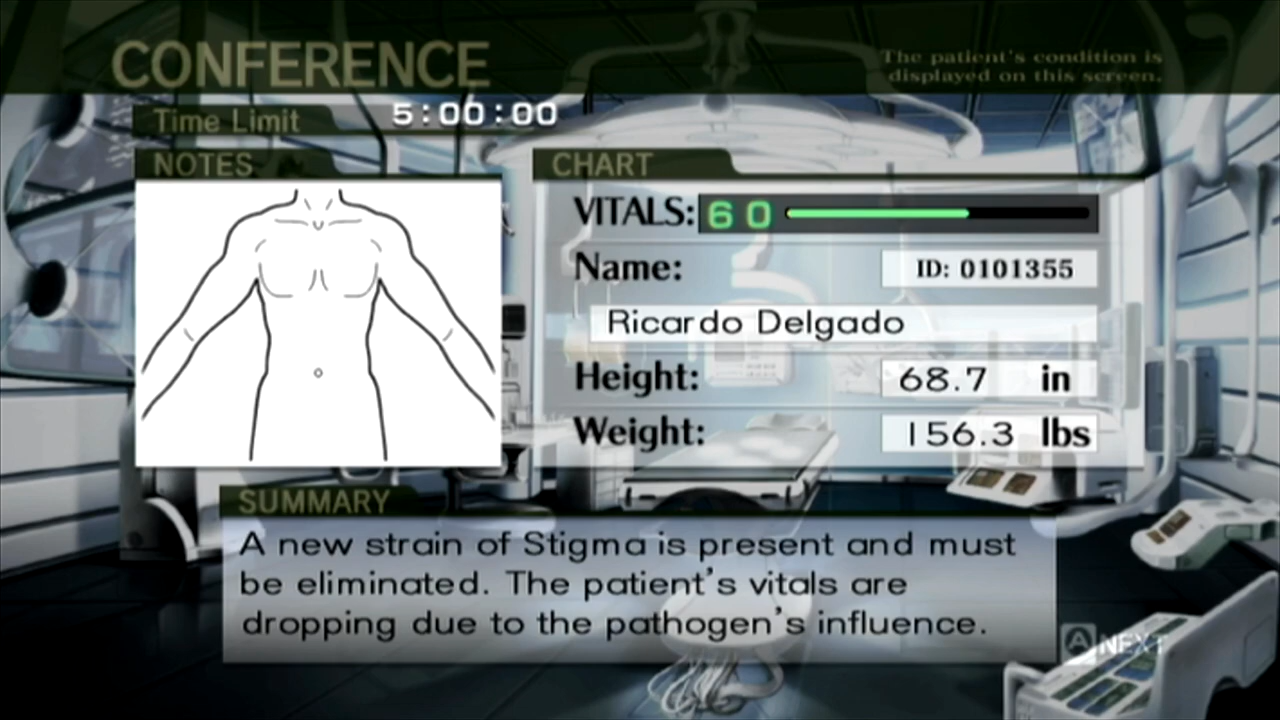 CONFERENCE
The patient's condition is
displayed on this screen.
Time Limit 5:00:00
NOTES
CHART
VITALS: 60
Name: ID: 0101355
Ricardo Delgado
Height: 68.7 in
Weight: 156.3 lbs
SUMMARY
A new strain of Stigma is present and must
be eliminated. The patient's vitals are
dropping due to the pathogen's influence.
A NEXT